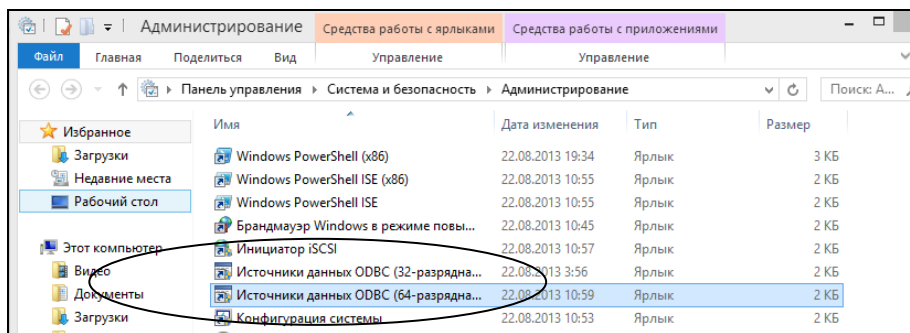 Администрирование
Средства работы с ярлыками
Средства работы с приложениями
Файл Главная Поделиться Вид Управление Управление
Панель управления Система и безопасность Администрирование Поиск: А...
Избранное
Загрузки
Недавние места
Рабочий стол
Этот компьютер
Видео
Документы
Загрузки
Имя Дата изменения Тип Размер
Windows PowerShell (x86) 22.08.2013 19:34 Ярлык 3 КБ
Windows PowerShell ISE (x86) 22.08.2013 10:55 Ярлык 2 КБ
Windows PowerShell ISE 22.08.2013 10:55 Ярлык 2 КБ
Брандмауэр Windows в режиме повы... 22.08.2013 10:45 Ярлык 2 КБ
Инициатор iSCSI 22.08.2013 10:57 Ярлык 2 КБ
Источники данных ODBC (32-разрядна... 22.08.2013 3:56 Ярлык 2 КБ
Источники данных ODBC (64-разрядна... 22.08.2013 10:59 Ярлык 2 КБ
Конфигурация системы 22.08.2013 10:53 Ярлык 2 КБ